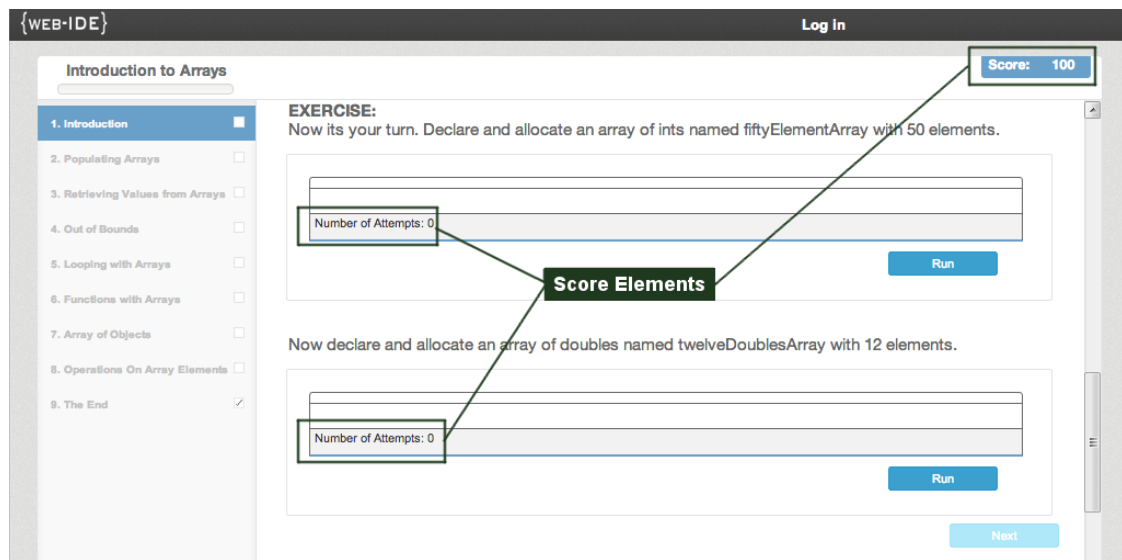 {WEB-IDE}
Log in
Introduction to Arrays
Score: 100
1. Introduction
2. Populating Arrays
3. Retrieving Values from Arrays
4. Out of Bounds
5. Looping with Arrays
6. Functions with Arrays
7. Array of Objects
8. Operations On Array Elements
9. The End
EXERCISE:
Now its your turn. Declare and allocate an array of ints named fiftyElementArray with 50 elements.
Number of Attempts: 0
Run
Score Elements
Now declare and allocate an array of doubles named twelveDoublesArray with 12 elements.
Number of Attempts: 0
Run
Next